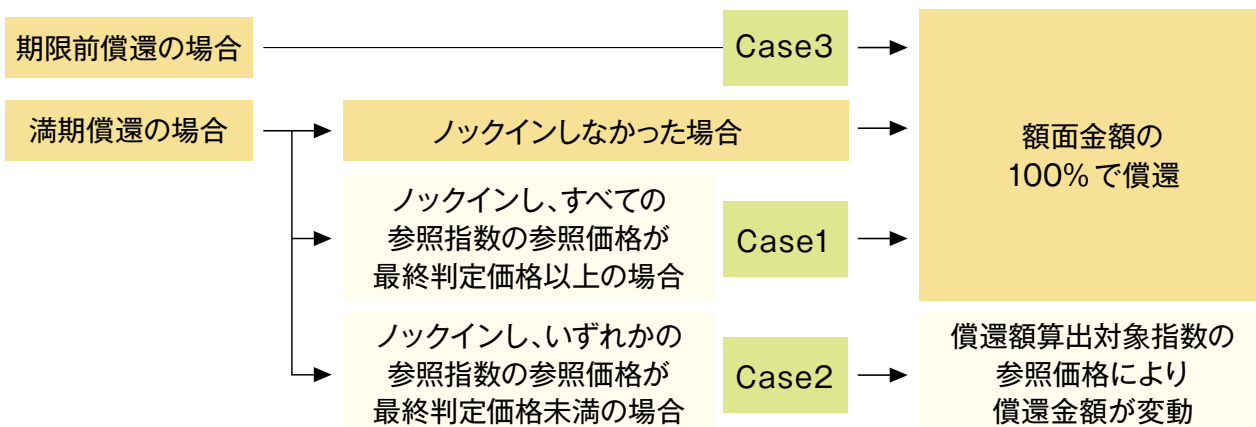 期限前償還の場合
Case3
額面金額の
100%で償還
満期償還の場合
ノックインしなかった場合
ノックインし、すべての
参照指数の参照価格が
最終判定価格以上の場合
Case1
ノックインし、いずれかの
参照指数の参照価格が
最終判定価格未満の場合
Case2
償還額算出対象指数の
参照価格により
償還金額が変動